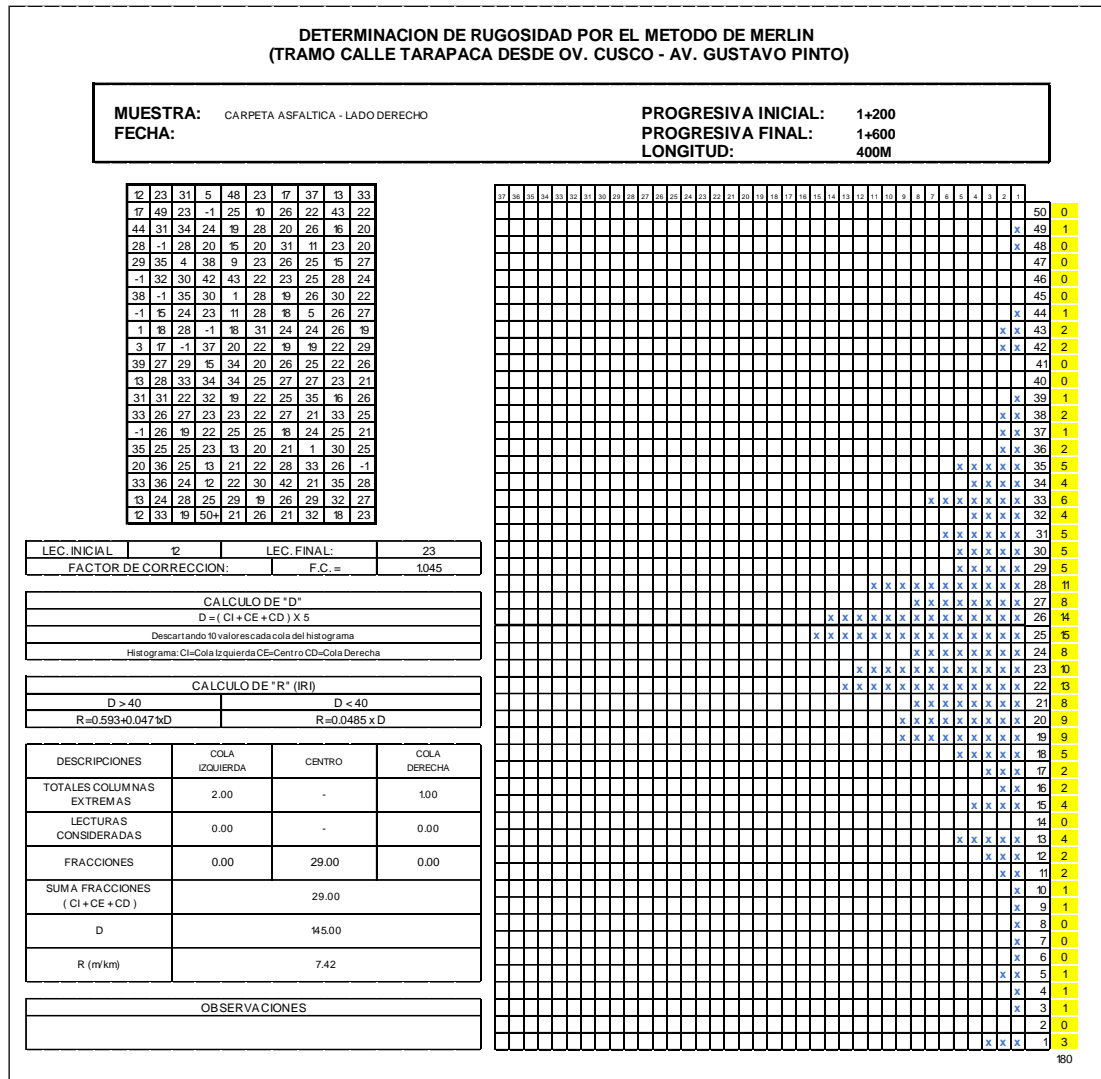 DETERMINACION DE RUGOSIDAD POR EL METODO DE MERLIN
(TRAMO CALLE TARAPACA DESDE OV. CUSCO - AV. GUSTAVO PINTO)
MUESTRA: CARPETA ASFALTICA - LADO DERECHO
FECHA:
PROGRESIVA INICIAL: 1+200
PROGRESIVA FINAL: 1+600
LONGITUD: 400M
12 23 31 5 48 23 17 37 13 33
17 49 23 -1 25 10 26 22 43 22
44 31 34 24 19 28 20 26 16 20
28 -1 28 20 15 20 31 11 23 20
29 35 4 38 9 23 26 25 15 27
-1 32 30 42 43 22 23 25 28 24
38 -1 35 30 1 28 19 26 30 22
-1 15 24 23 11 28 18 5 26 27
1 18 28 -1 18 31 24 24 26 19
3 17 -1 37 20 22 19 19 22 29
39 27 29 15 34 20 26 25 22 26
13 28 33 34 34 25 27 27 23 21
31 31 22 32 19 22 25 35 16 26
33 26 27 23 23 22 27 21 33 25
-1 26 19 22 25 25 18 24 25 21
35 25 25 23 13 20 21 1 30 25
20 36 25 13 21 22 28 33 26 -1
33 36 24 12 22 30 42 21 35 28
13 24 28 25 29 19 26 29 32 27
12 33 19 50+ 21 26 21 32 18 23
LEC. INICIAL 12 LEC. FINAL: 23
FACTOR DE CORRECCION: F.C. = 1.045
CALCULO DE "D"
D = ( CI + CE + CD ) X 5
Descartando 10 valores cada cola del histograma
Histograma: CI=Cola Izquierda CE=Centro CD=Cola Derecha
CALCULO DE "R" (IRI)
D > 40 D < 40
R=0.593+0.0471xD R=0.0485 x D
DESCRIPCIONES COLA IZQUIERDA CENTRO COLA DERECHA
TOTALES COLUMNAS EXTREMAS 2.00 - 1.00
LECTURAS CONSIDERADAS 0.00 - 0.00
FRACCIONES 0.00 29.00 0.00
SUMA FRACCIONES ( CI + CE + CD ) 29.00
D 145.00
R (m/km) 7.42
OBSERVACIONES
37 36 35 34 33 32 31 30 29 28 27 26 25 24 23 22 21 20 19 18 17 16 15 14 13 12 11 10 9 8 7 6 5 4 3 2 1
50 0
x 49 1
x 48 0
47 0
46 0
45 0
x 44 1
x x 43 2
x x 42 2
41 0
40 0
x 39 1
x x 38 2
x x 37 1
x x 36 2
x x x x x 35 5
x x x x 34 4
x x x x x x x 33 6
x x x x 32 4
x x x x x x 31 5
x x x x x 30 5
x x x x x 29 5
x x x x x x x x x x x 28 11
x x x x x x x x 27 8
x x x x x x x x x x x x x x 26 14
x x x x x x x x x x x x x x x 25 15
x x x x x x x x 24 8
x x x x x x x x x x x x 23 10
x x x x x x x x x x x x x 22 13
x x x x x x x x 21 8
x x x x x x x x x 20 9
x x x x x x x x x 19 9
x x x x x 18 5
x x x 17 2
x x 16 2
x x x x 15 4
14 0
x x x x x 13 4
x x x 12 2
x x 11 2
x 10 1
x 9 1
x 8 0
x 7 0
x 6 0
x x 5 1
x 4 1
x 3 1
2 0
x x x 1 3
180